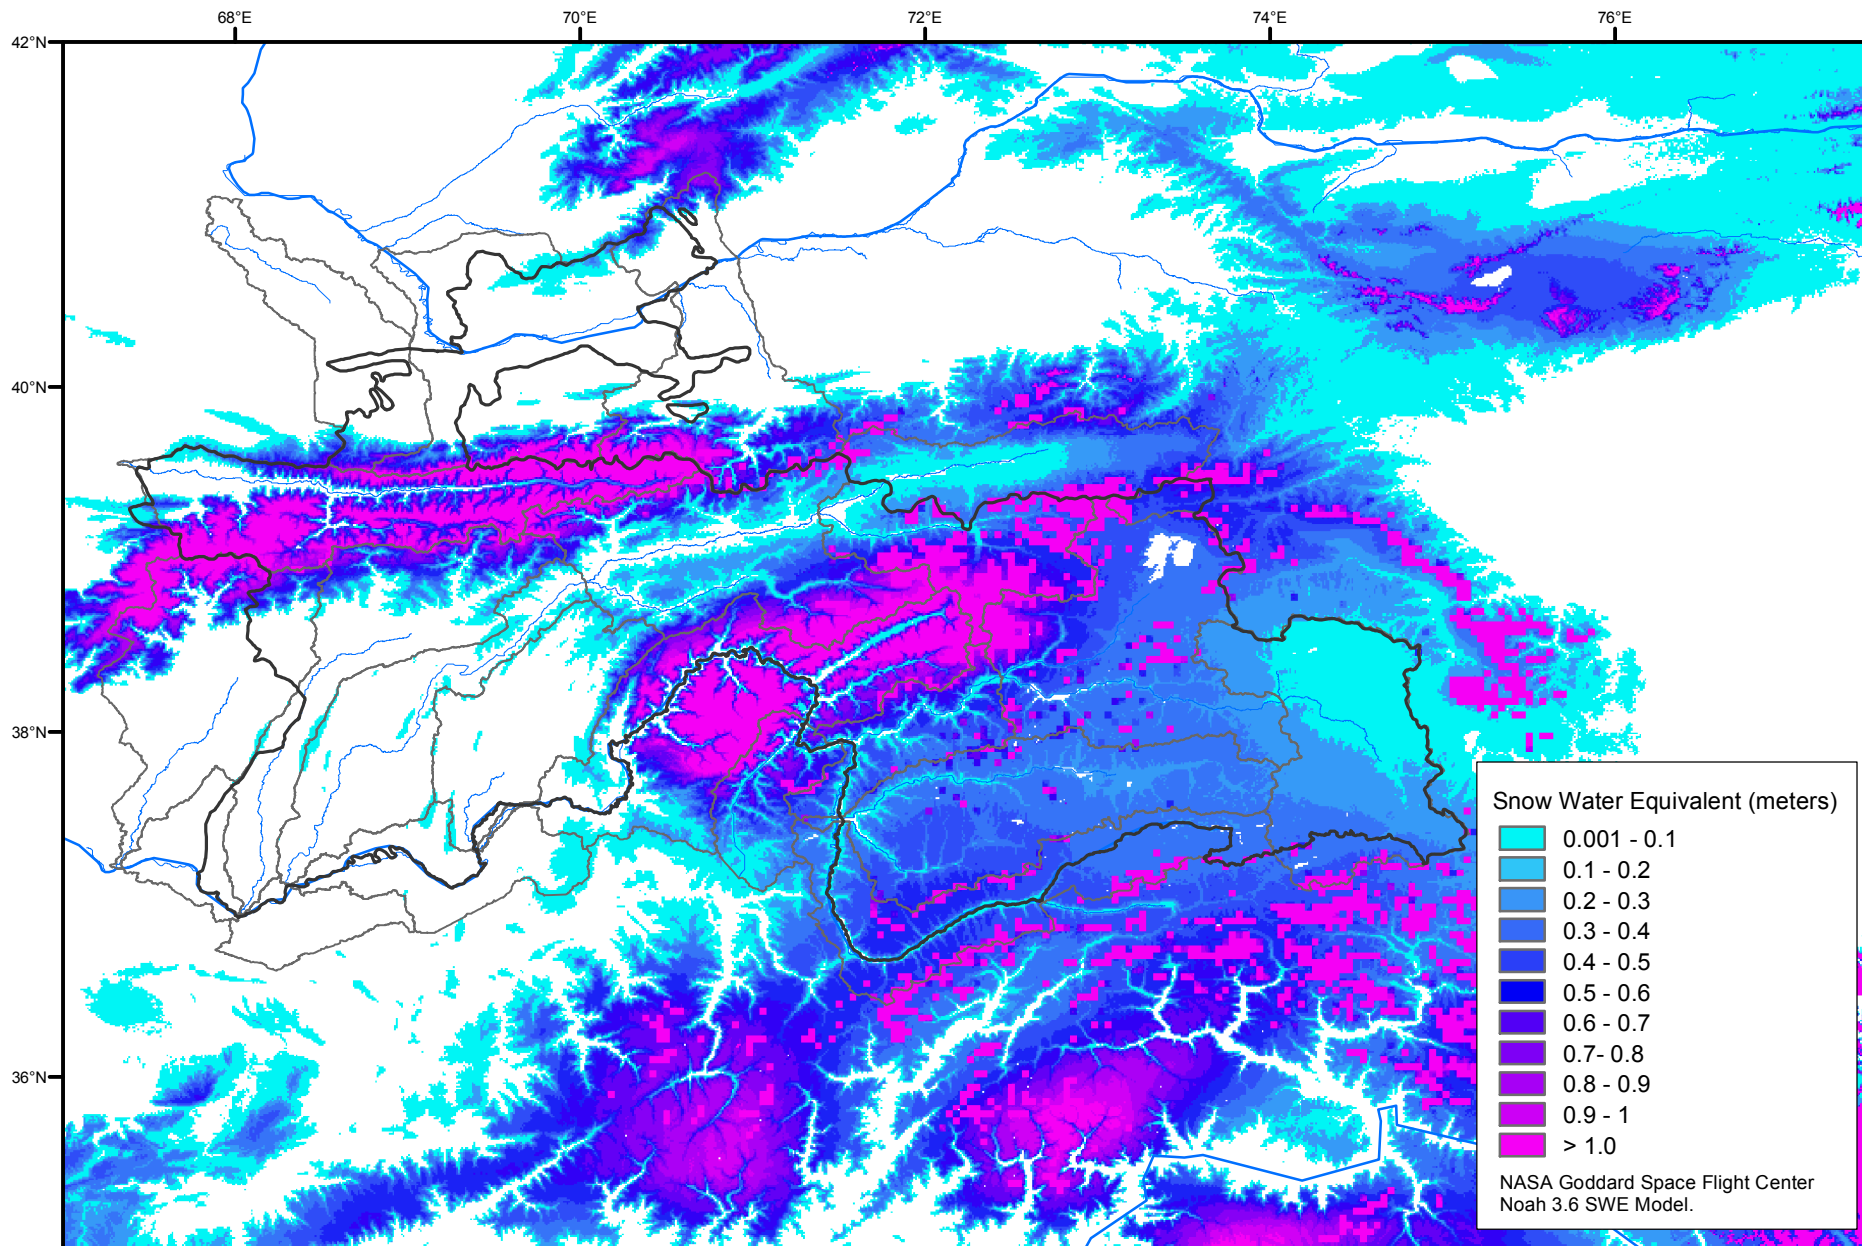 68°E 70°E 72°E 74°E 76°E
42°N
40°N
38°N
36°N
Snow Water Equivalent (meters)
0.001 - 0.1
0.1 - 0.2
0.2 - 0.3
0.3 - 0.4
0.4 - 0.5
0.5 - 0.6
0.6 - 0.7
0.7- 0.8
0.8 - 0.9
0.9 - 1
> 1.0
NASA Goddard Space Flight Center
Noah 3.6 SWE Model.